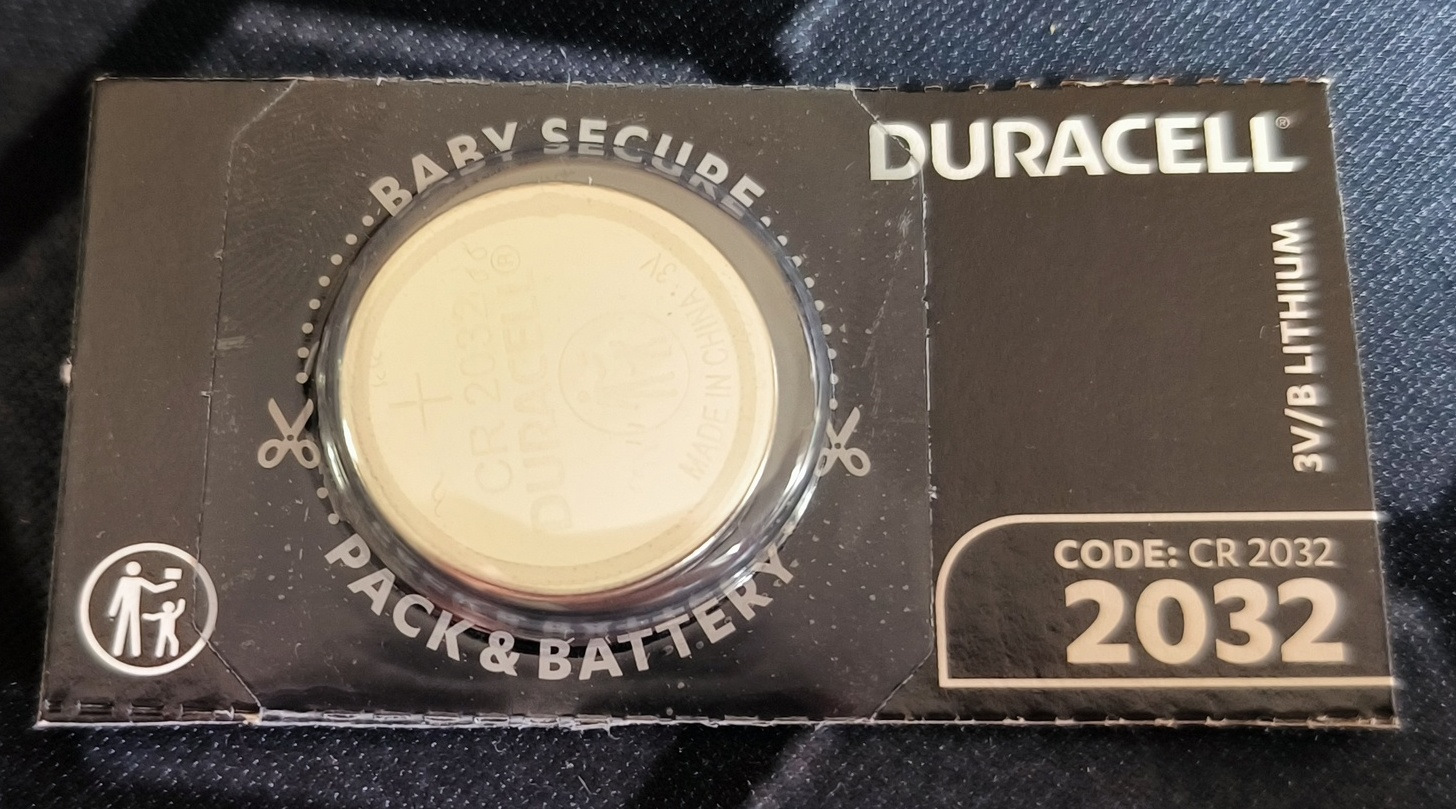 BABY SECURE
PACK & BATTERY
DURACELL®
3V/B LITHIUM
CODE: CR 2032
2032
+
CR 2032
DURACELL®
MADE IN CHINA : 3V